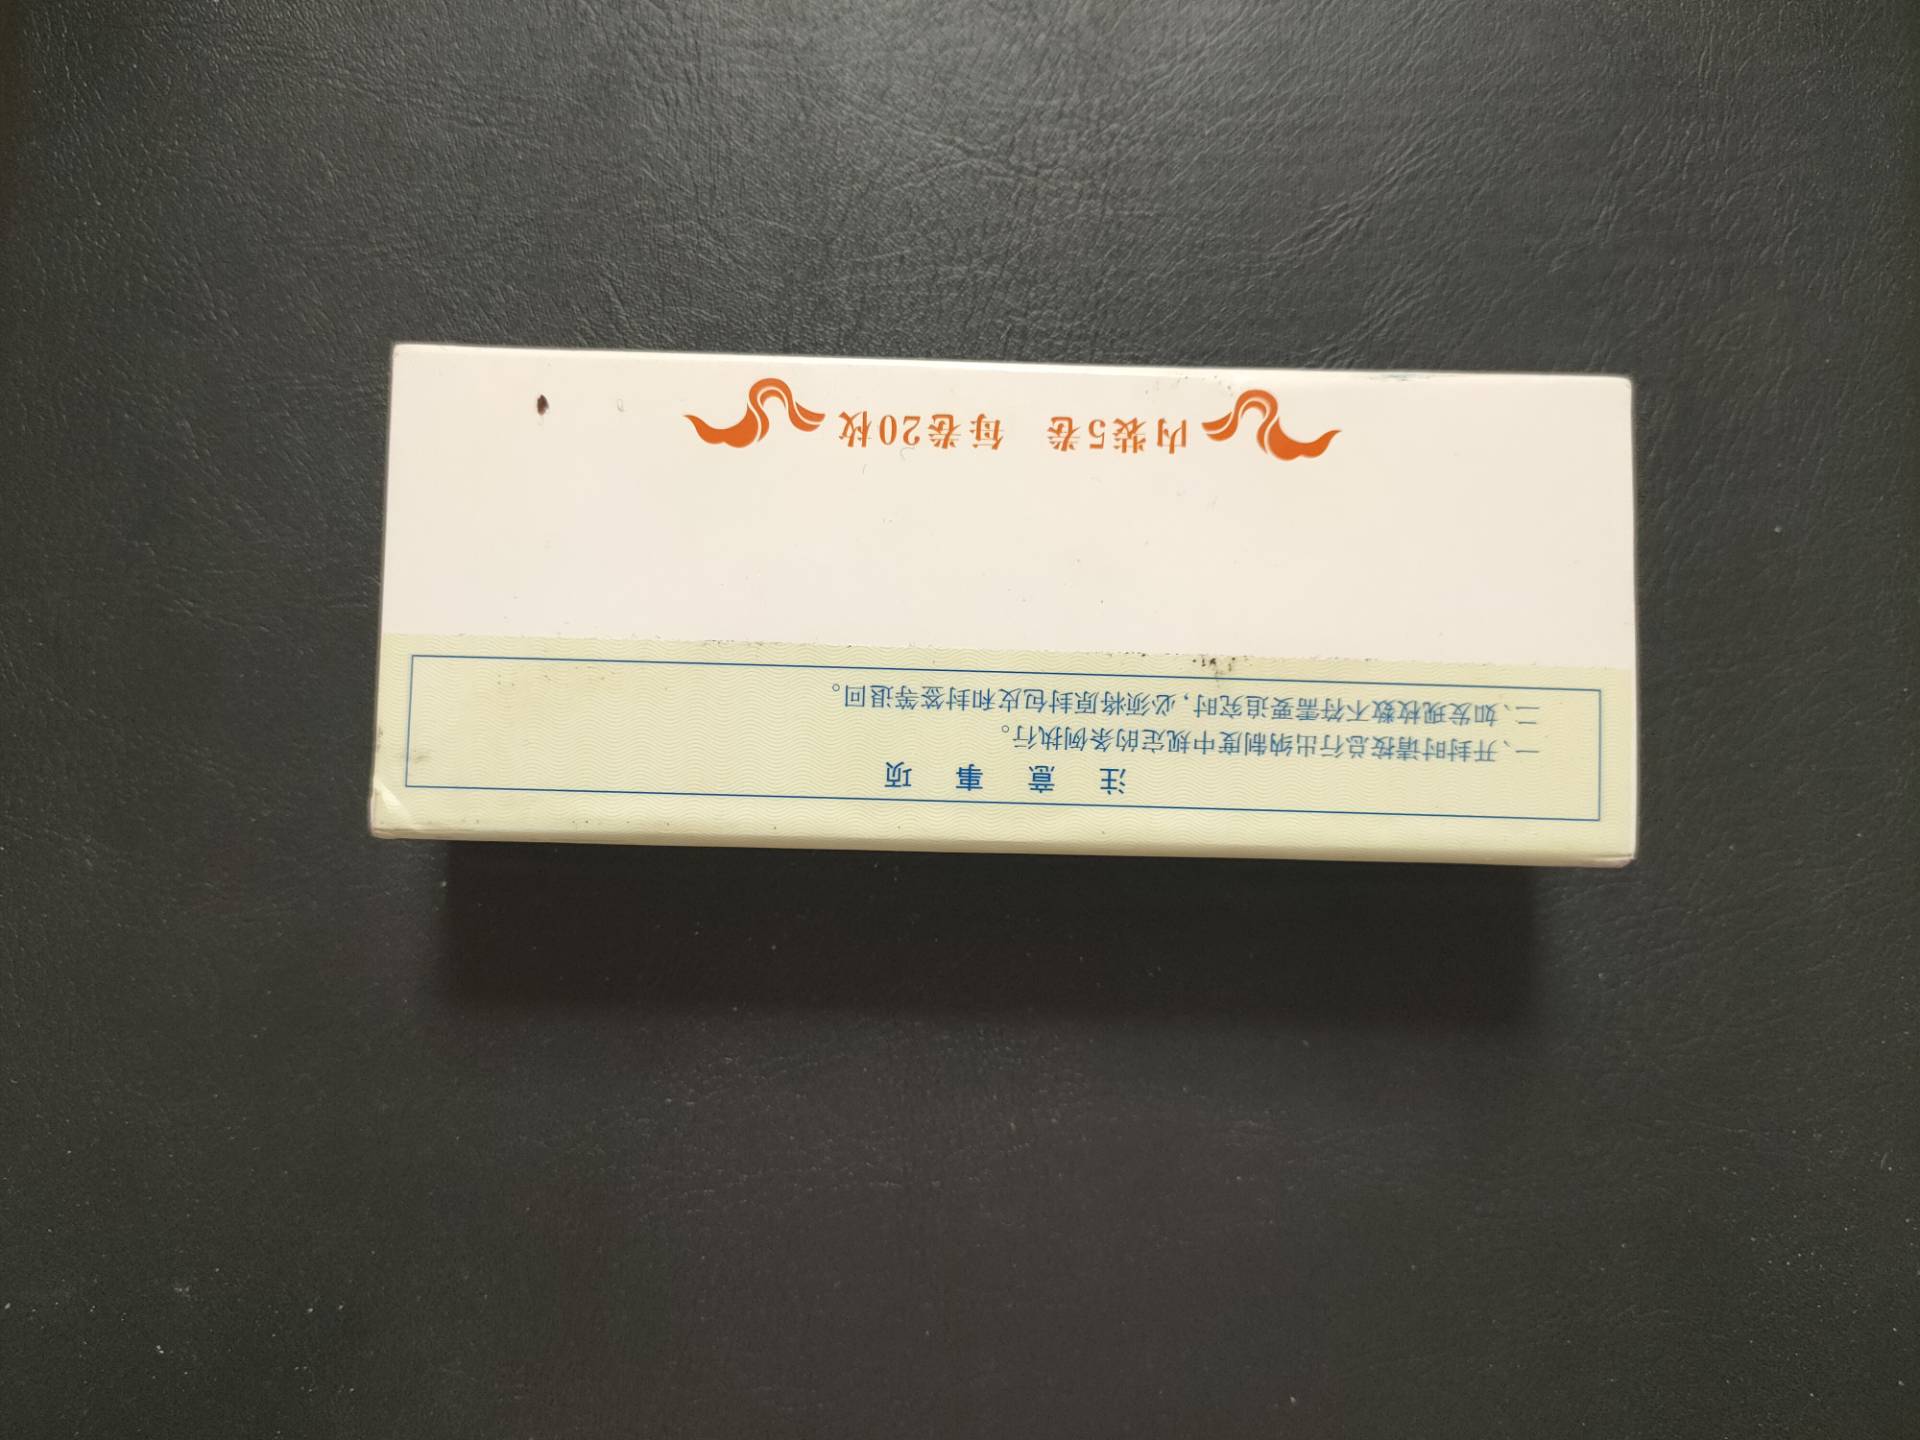 注意事项
一、开封时请按总行出纳制度中规定的条例执行。
二、如发现枚数不符需要追究时，必须将原封包皮和封签等退回。
内装5卷 每卷20枚